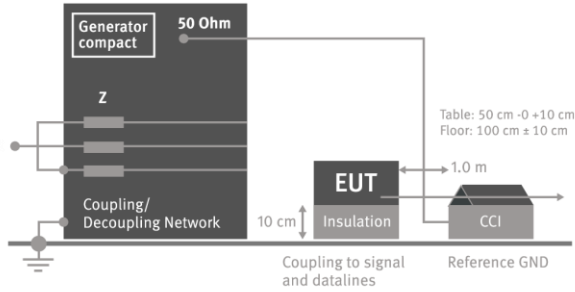 Generator
compact
50 Ohm
Z
Table: 50 cm -0 +10 cm
Floor: 100 cm ± 10 cm
1.0 m
EUT
Coupling/
Decoupling Network
10 cm
Insulation
CCI
Coupling to signal
and datalines
Reference GND